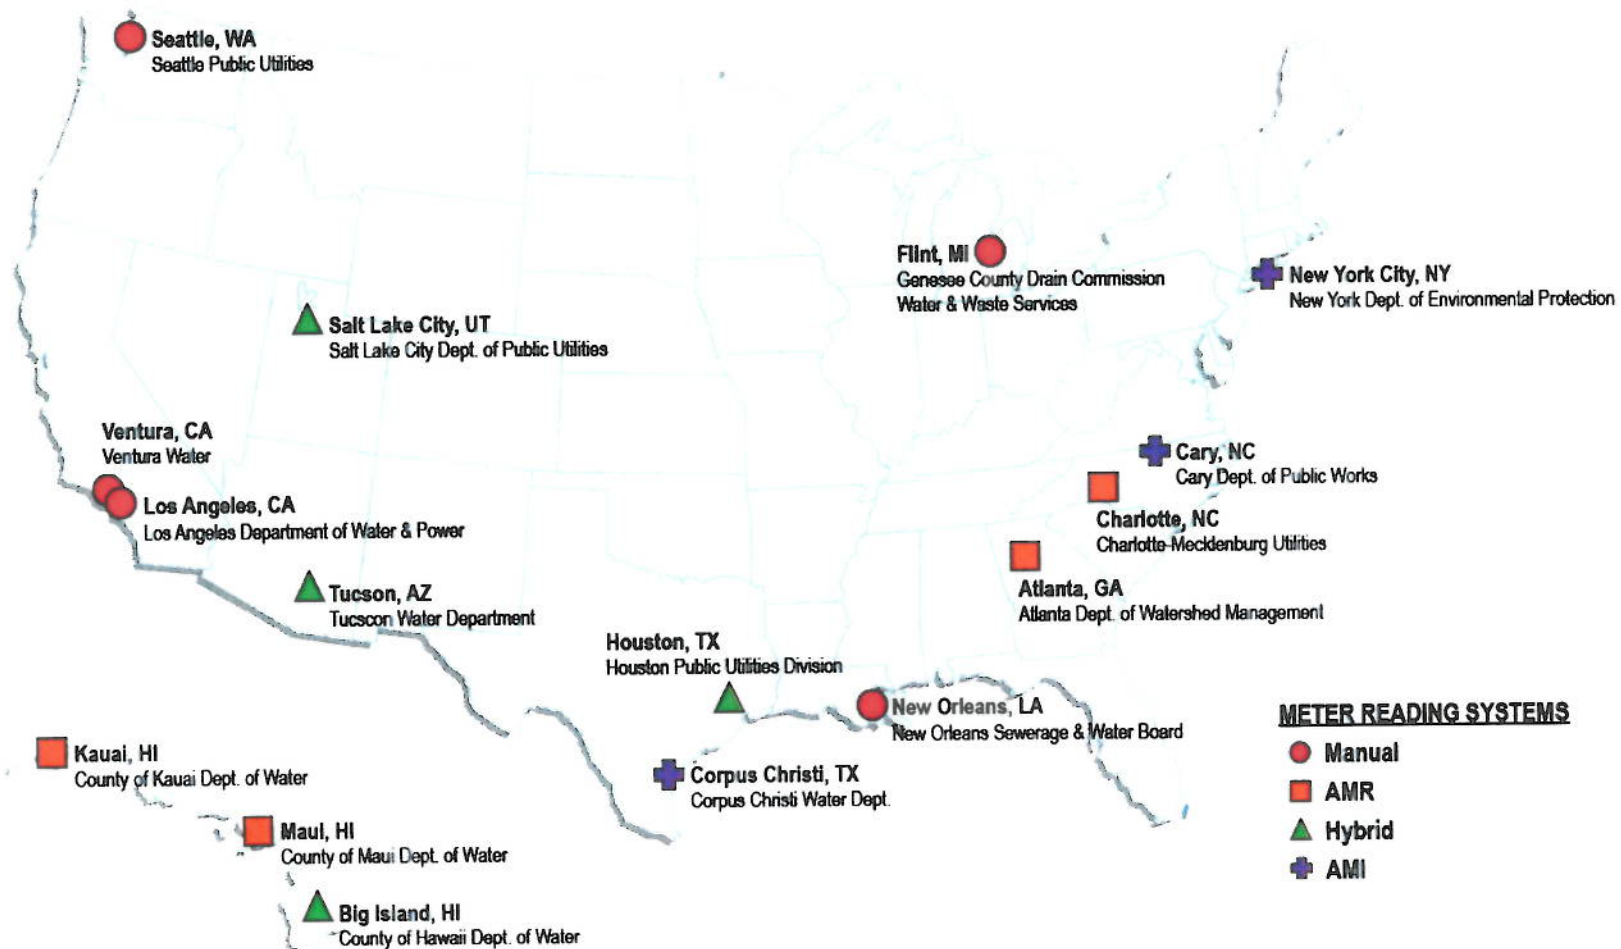 Seattle, WA
Seattle Public Utilities
Flint, MI
Genesee County Drain Commission
Water & Waste Services
New York City, NY
New York Dept. of Environmental Protection
Salt Lake City, UT
Salt Lake City Dept. of Public Utilities
Ventura, CA
Ventura Water
Los Angeles, CA
Los Angeles Department of Water & Power
Cary, NC
Cary Dept. of Public Works
Charlotte, NC
Charlotte-Mecklenburg Utilities
Atlanta, GA
Atlanta Dept. of Watershed Management
Tucson, AZ
Tucscon Water Department
Houston, TX
Houston Public Utilities Division
New Orleans, LA
New Orleans Sewerage & Water Board
Corpus Christi, TX
Corpus Christi Water Dept.
Kauai, HI
County of Kauai Dept. of Water
Maui, HI
County of Maui Dept. of Water
Big Island, HI
County of Hawaii Dept. of Water
METER READING SYSTEMS
Manual
AMR
Hybrid
AMI